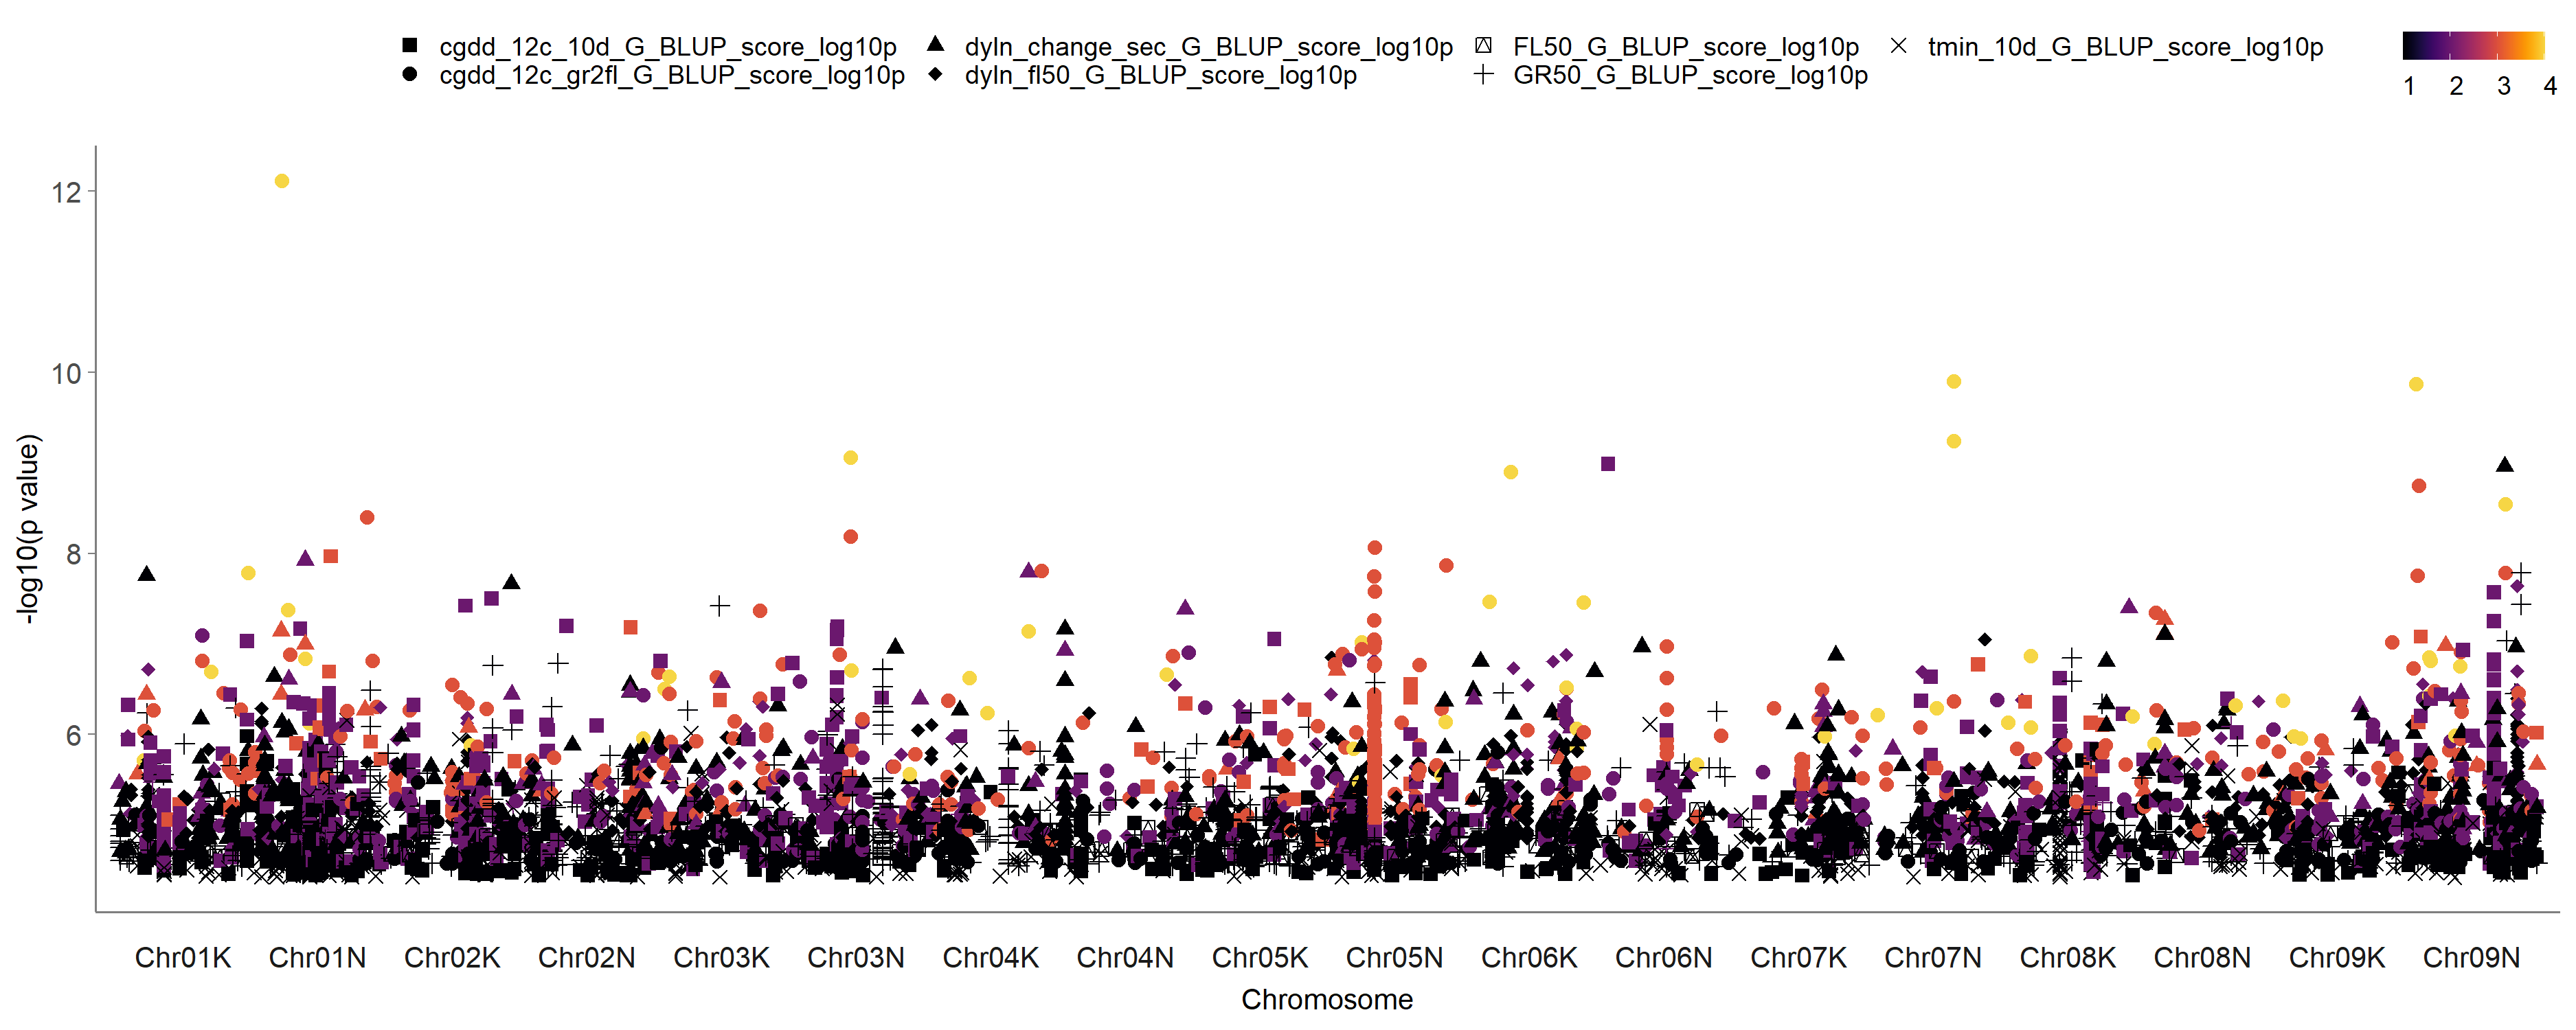 cgdd_12c_10d_G_BLUP_score_log10p dyln_change_sec_G_BLUP_score_log10p FL50_G_BLUP_score_log10p tmin_10d_G_BLUP_score_log10p
cgdd_12c_gr2fl_G_BLUP_score_log10p dyln_fl50_G_BLUP_score_log10p GR50_G_BLUP_score_log10p
1 2 3 4
12
10
8
6
-log10(p value)
Chr01K Chr01N Chr02K Chr02N Chr03K Chr03N Chr04K Chr04N Chr05K Chr05N Chr06K Chr06N Chr07K Chr07N Chr08K Chr08N Chr09K Chr09N
Chromosome